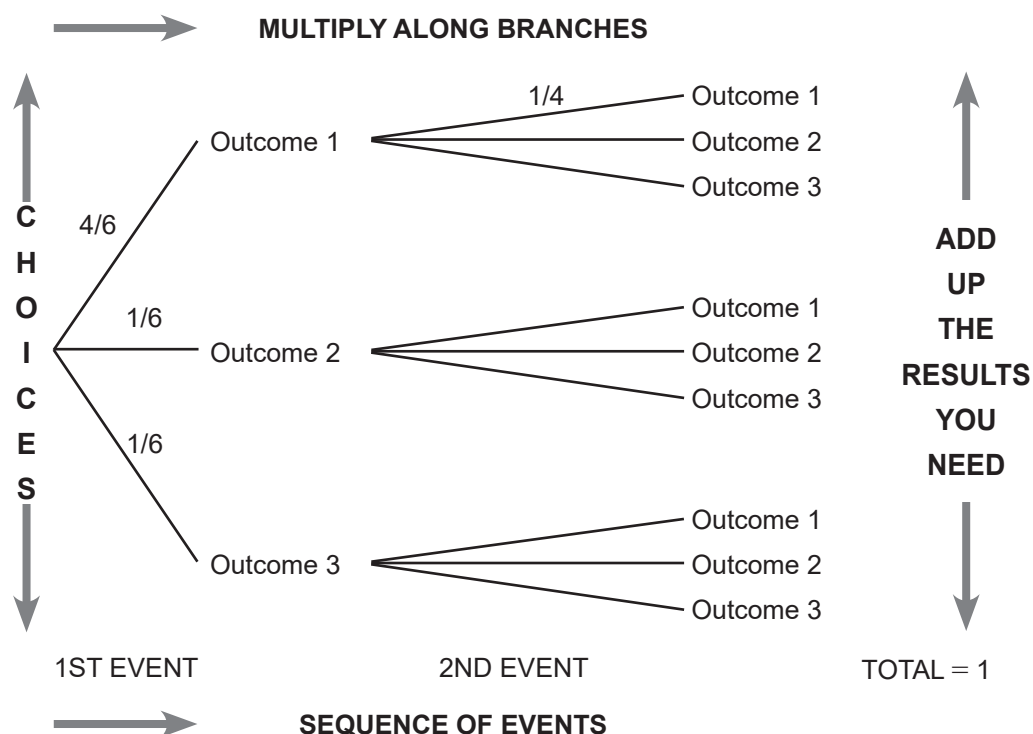 MULTIPLY ALONG BRANCHES
CHOICES
4/6
1/6
1/6
Outcome 1
Outcome 2
Outcome 3
1/4
Outcome 1
Outcome 2
Outcome 3
Outcome 1
Outcome 2
Outcome 3
Outcome 1
Outcome 2
Outcome 3
ADD
UP
THE
RESULTS
YOU
NEED
1ST EVENT
2ND EVENT
TOTAL = 1
SEQUENCE OF EVENTS